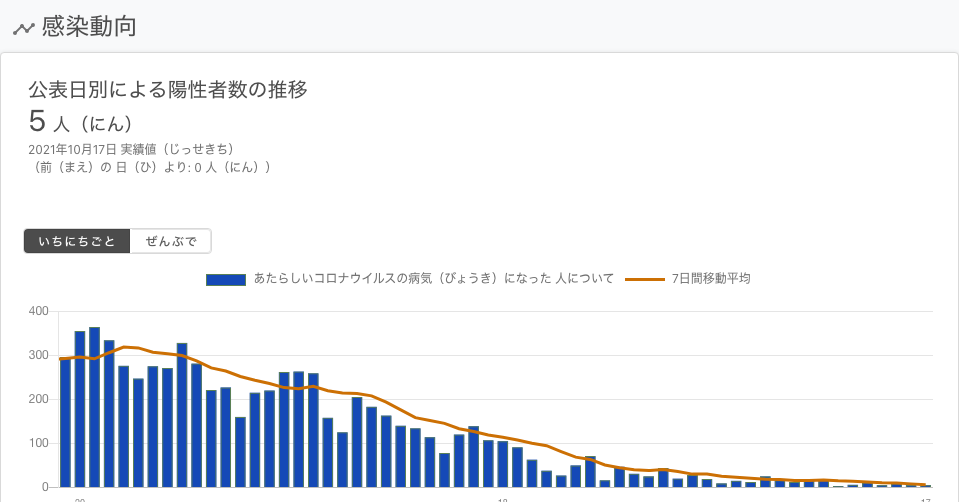 感染動向
公表日別による陽性者数の推移
5 人（にん）
2021年10月17日 実績値（じっせきち）
（前（まえ）の 日（ひ）より: 0 人（にん））
いちにちごと ぜんぶで
あたらしいコロナウイルスの病気（びょうき）になった 人について 7日間移動平均
400
300
200
100
0